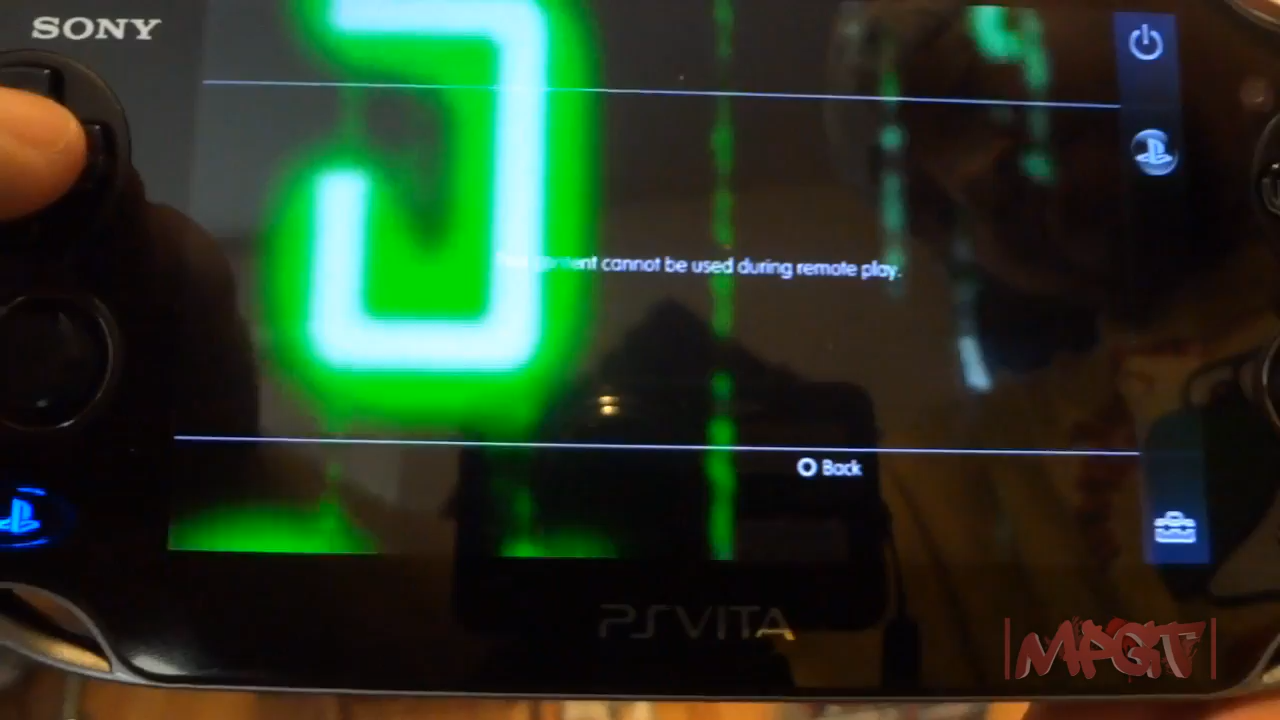 SONY
content cannot be used during remote play.
Back
PSVITA
MPGT